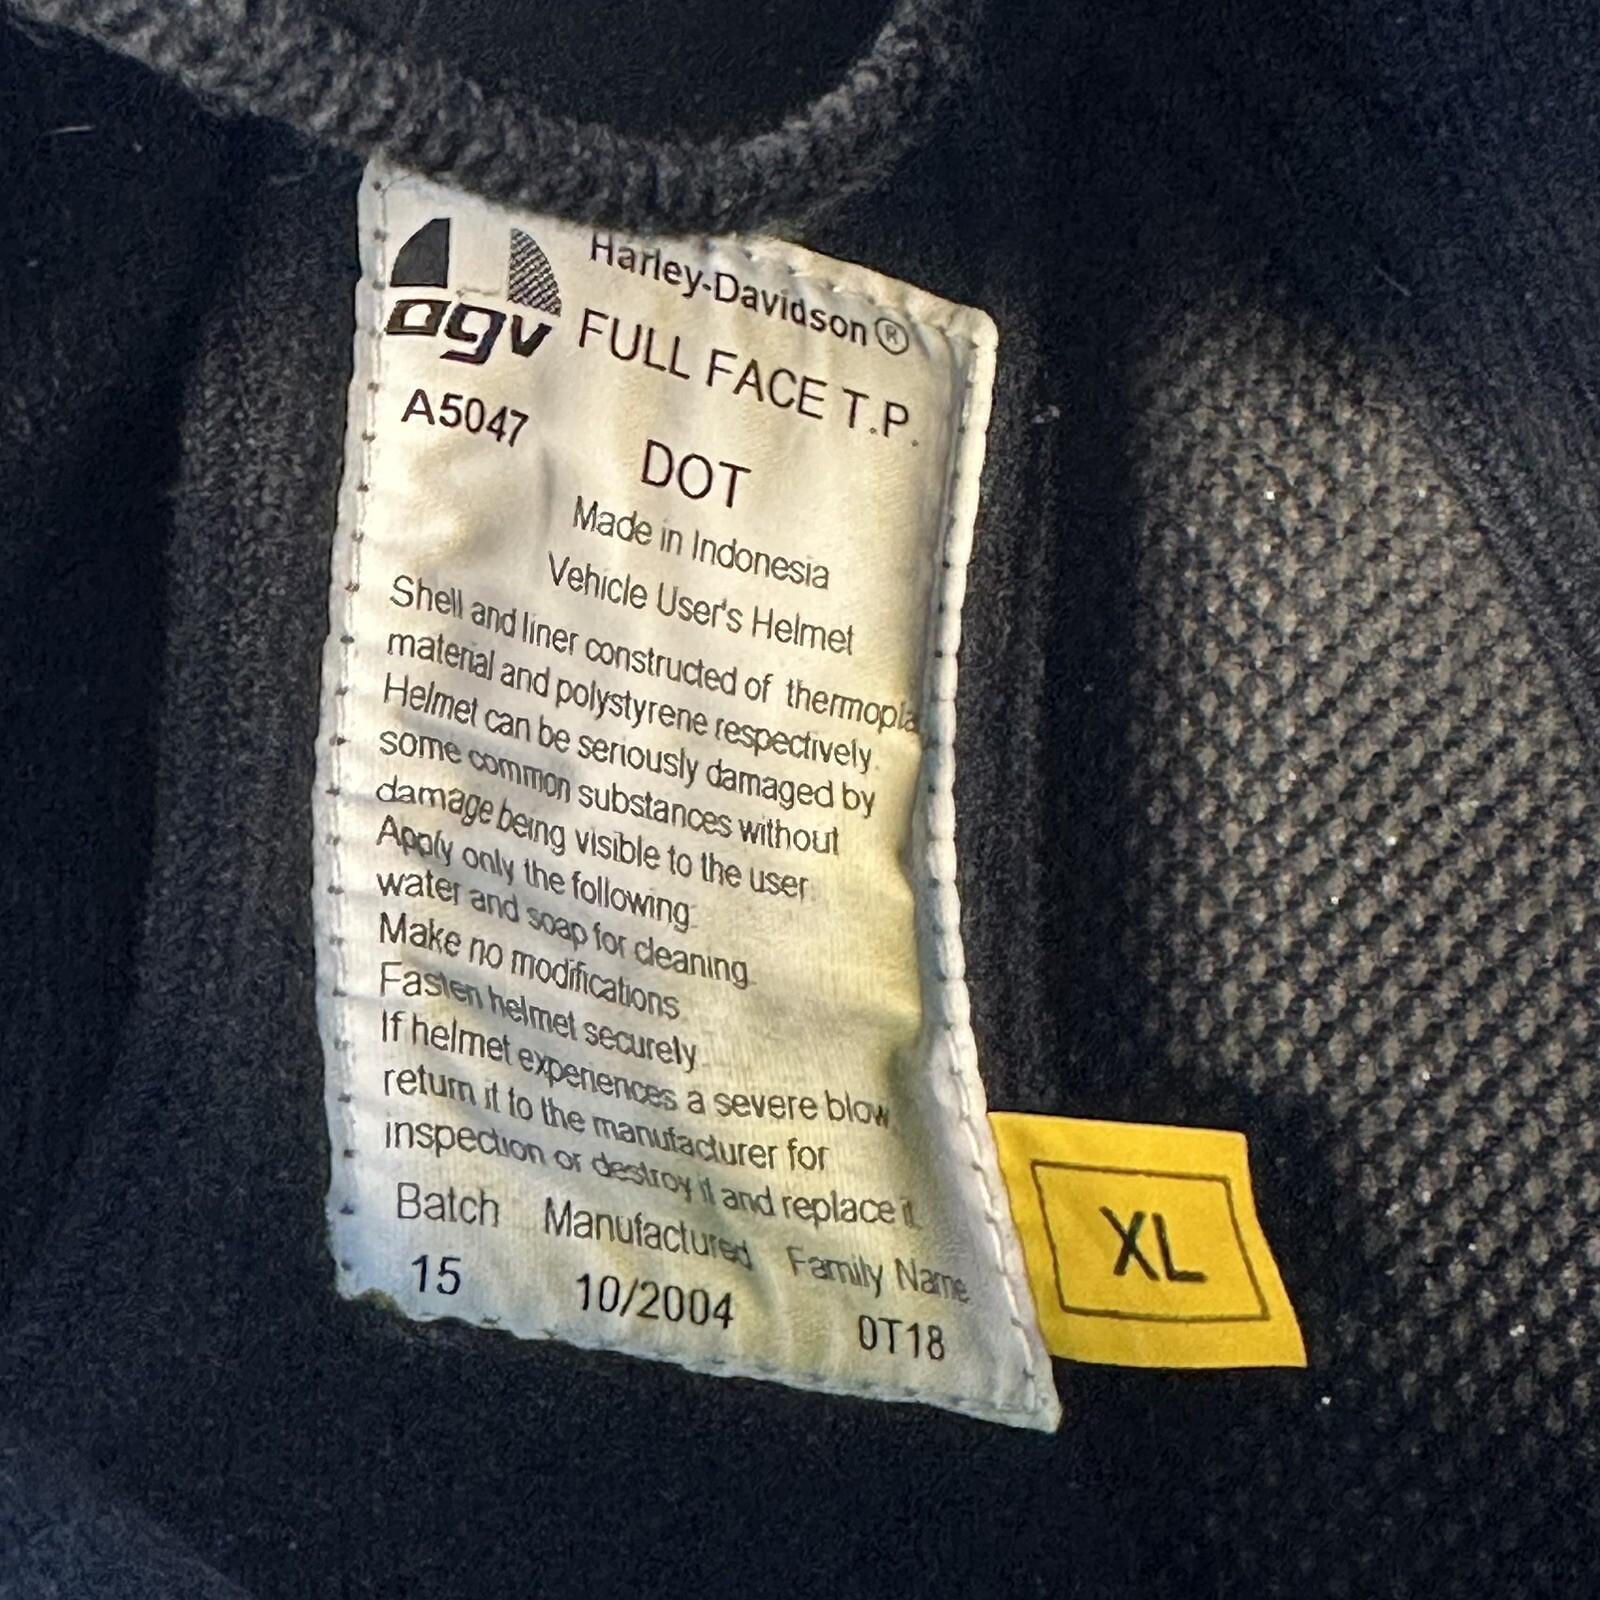 Harley-Davidson®
agv FULL FACE T.P.
A5047
DOT
Made in Indonesia
Vehicle User's Helmet
Shell and liner constructed of thermopla
material and polystyrene respectively.
Helmet can be seriously damaged by
some common substances without
damage being visible to the user.
Apply only the following:
water and soap for cleaning.
Make no modifications.
Fasten helmet securely.
If helmet experiences a severe blow,
return it to the manufacturer for
inspection or destroy it and replace it.
Batch Manufactured Family Name
15 10/2004 0T18
XL